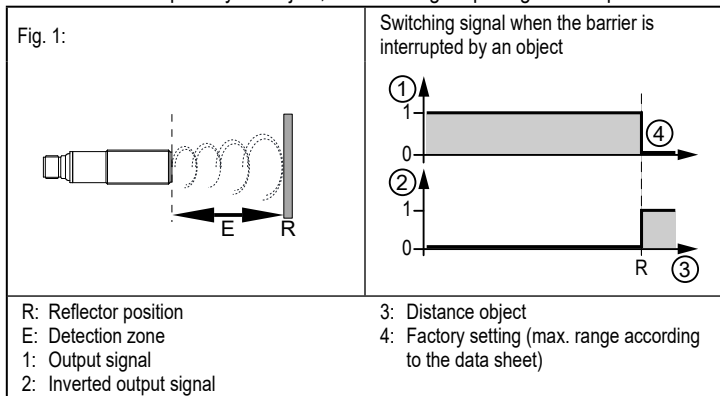 Fig. 1:
E
R
Switching signal when the barrier is
interrupted by an object
1
1
0
4
2
1
0
R
3
R: Reflector position
E: Detection zone
1: Output signal
2: Inverted output signal
3: Distance object
4: Factory setting (max. range according
to the data sheet)